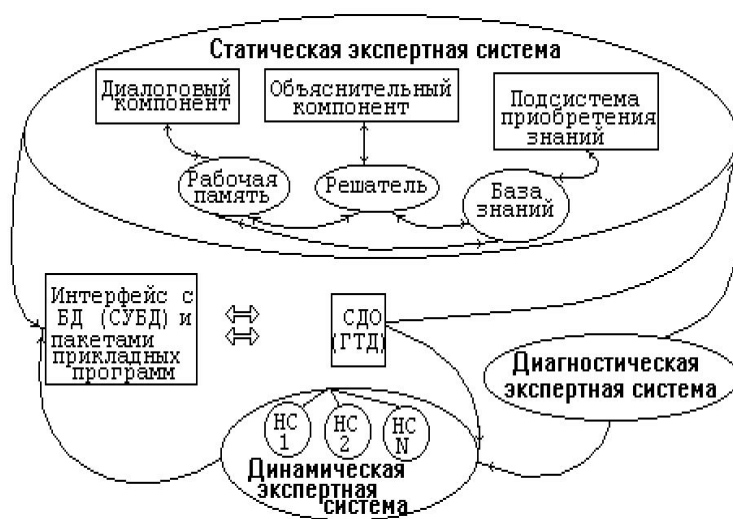 Статическая экспертная система
Диалоговый
компонент
Объяснительный
компонент
Подсистема
приобретения
знаний
Рабочая
память
Решатель
База
знаний
Интерфейс с
БД (СУБД) и
пакетами
прикладных
программ
СДО
(ГТД)
Диагностическая
экспертная система
НС
1
НС
2
НС
N
Динамическая
экспертная
система